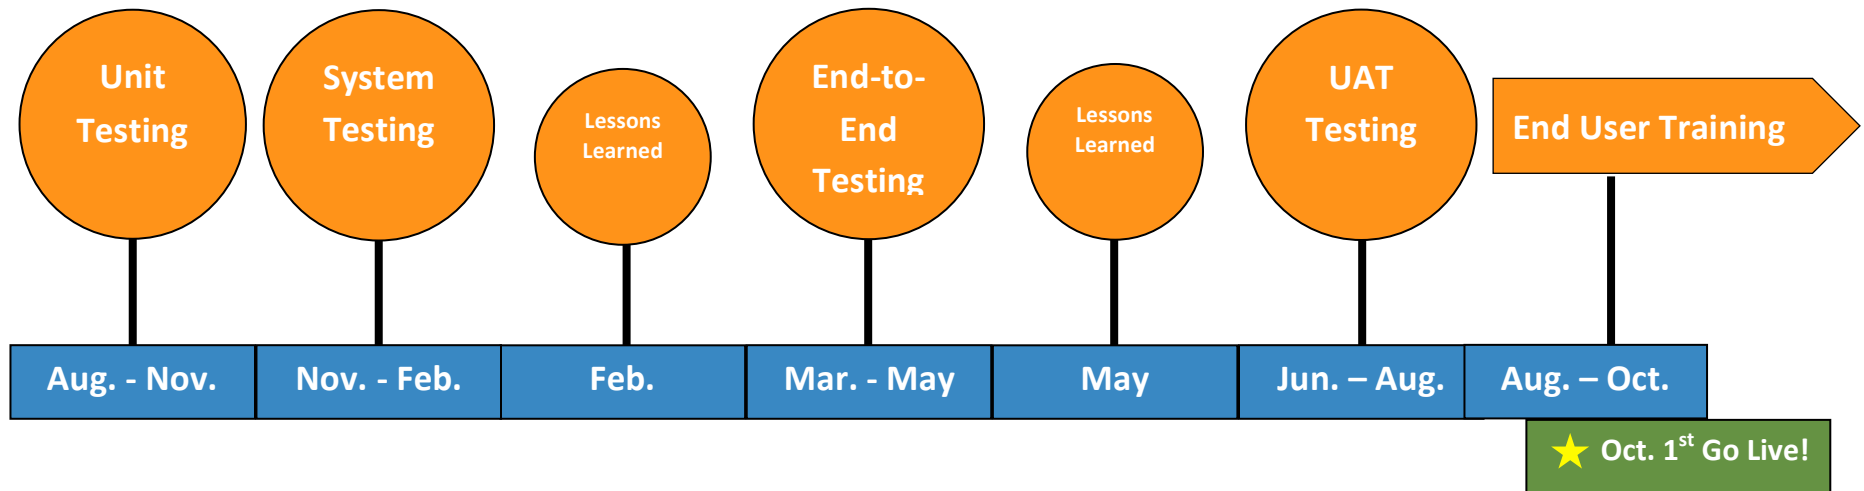 Unit
Testing
System
Testing
Lessons
Learned
End-to-
End
Testing
Lessons
Learned
UAT
Testing
End User Training
Aug. - Nov.
Nov. - Feb.
Feb.
Mar. - May
May
Jun. – Aug.
Aug. – Oct.
Oct. 1st Go Live!